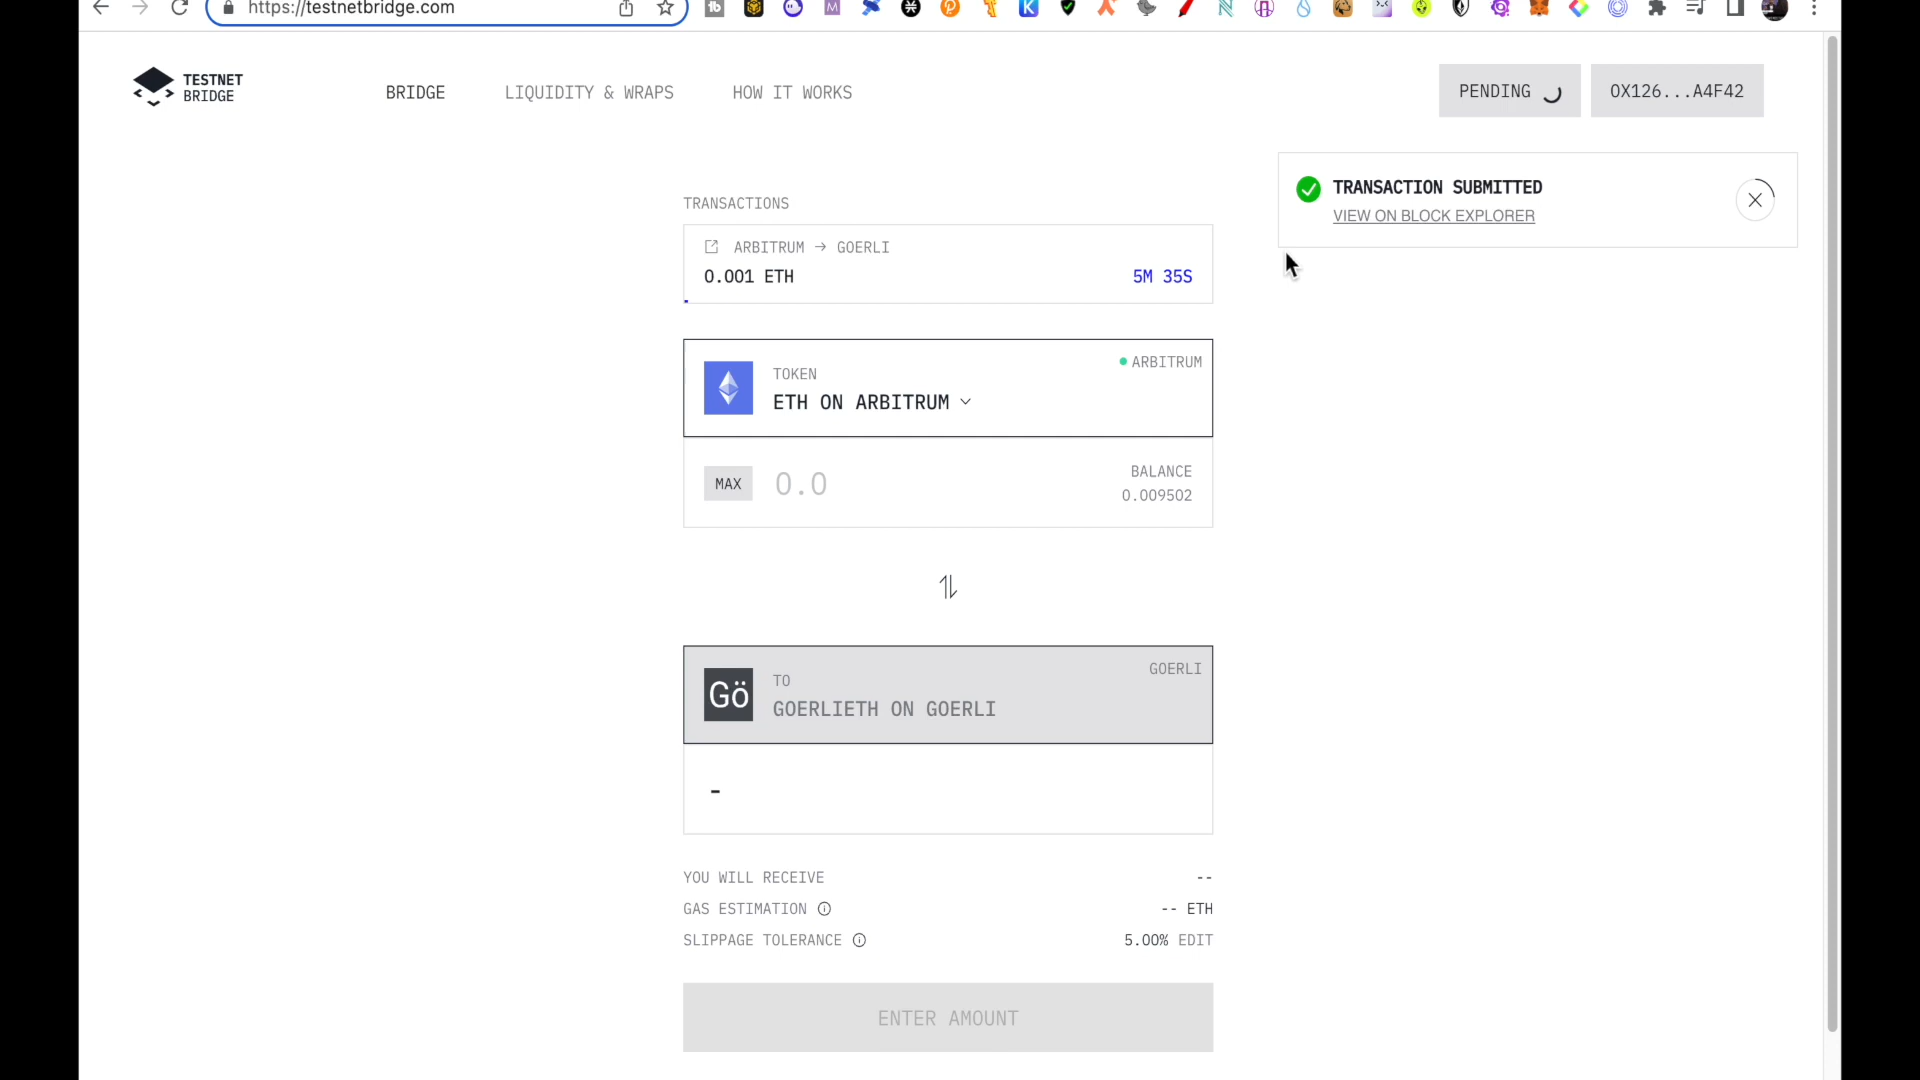 https://testnetbridge.com
TESTNET
BRIDGE
BRIDGE
LIQUIDITY & WRAPS
HOW IT WORKS
PENDING
0X126...A4F42
TRANSACTION SUBMITTED
VIEW ON BLOCK EXPLORER
TRANSACTIONS
ARBITRUM → GOERLI
0.001 ETH
5M 35S
ARBITRUM
TOKEN
ETH ON ARBITRUM
MAX
0.0
BALANCE
0.009502
GOERLI
Gö
TO
GOERLIETH ON GOERLI
-
YOU WILL RECEIVE
--
GAS ESTIMATION
-- ETH
SLIPPAGE TOLERANCE
5.00% EDIT
ENTER AMOUNT